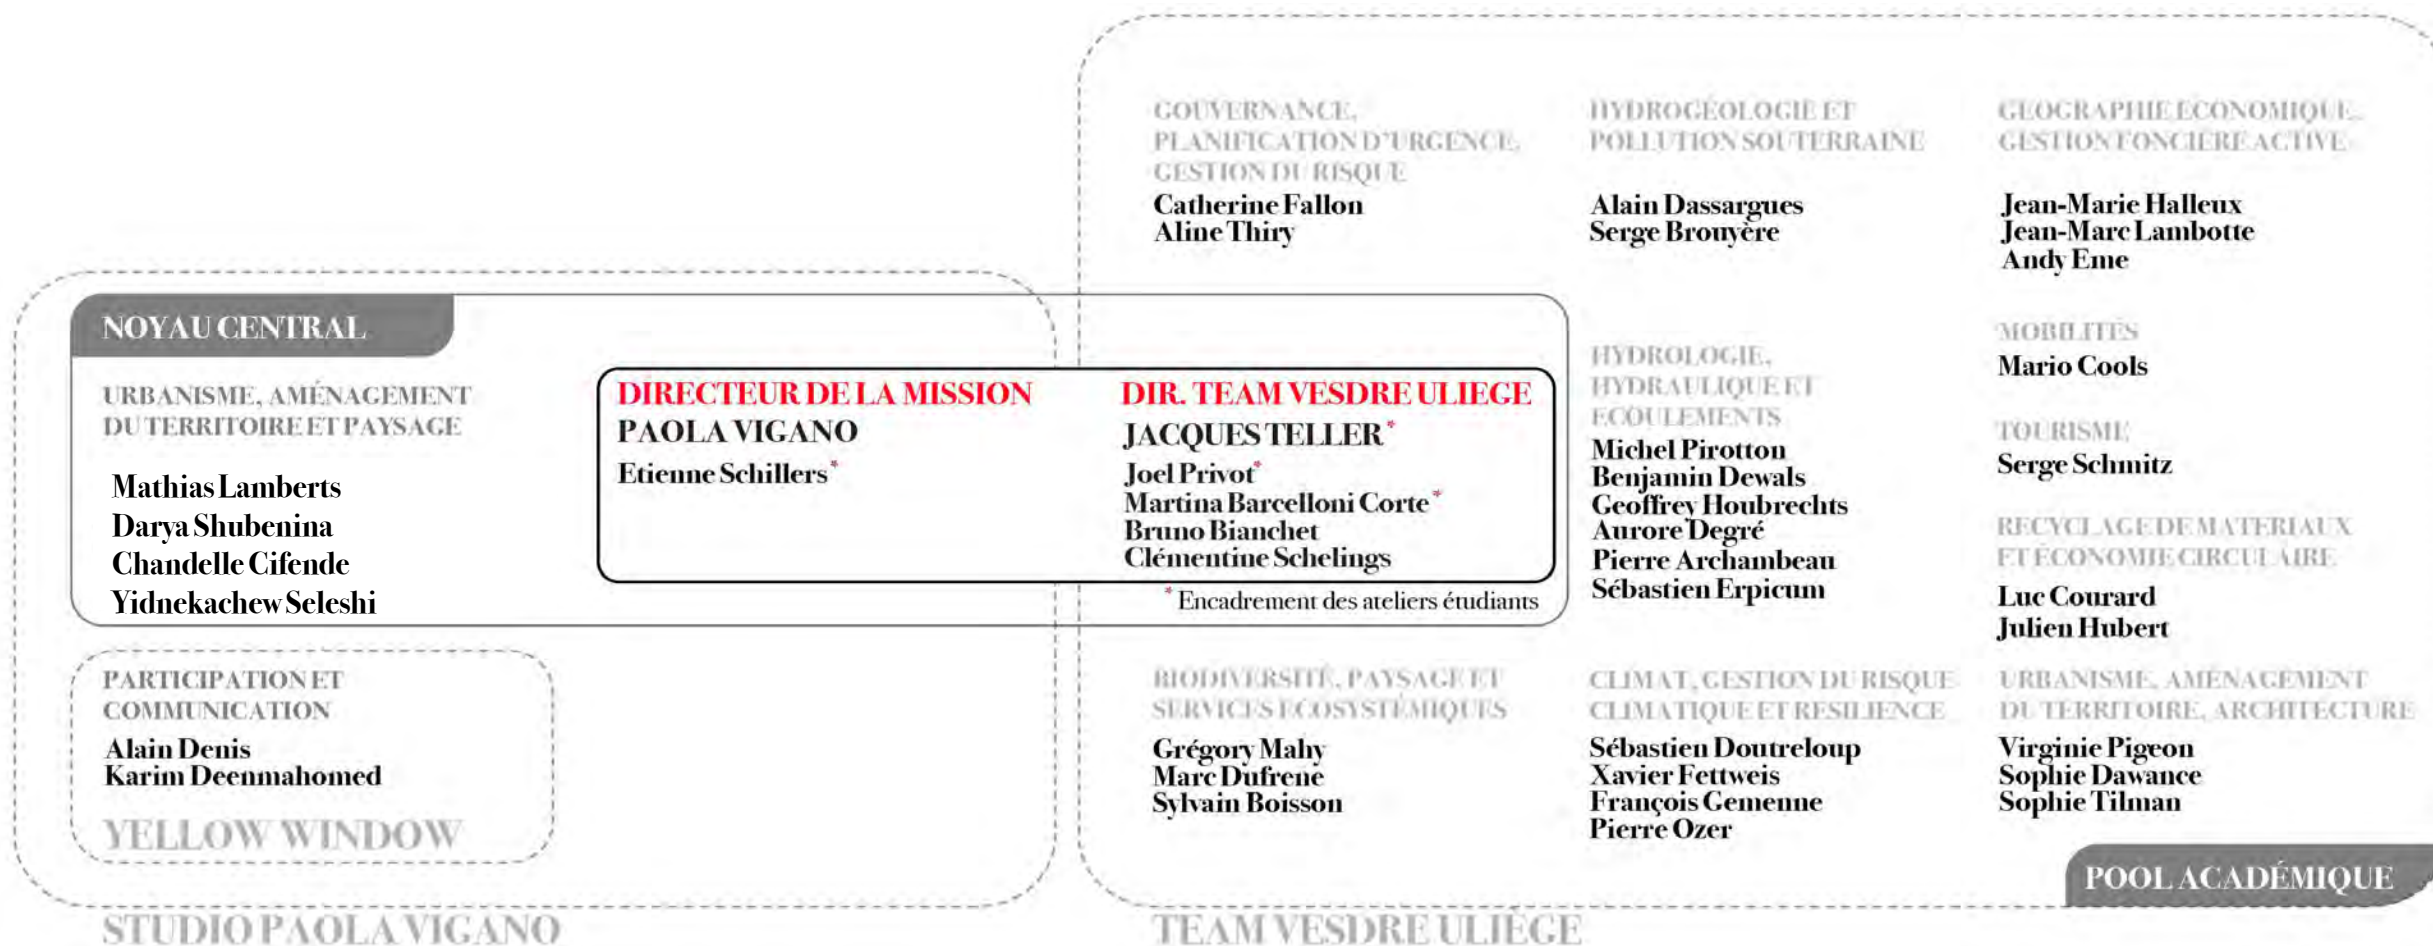 GOUVERNANCE,
PLANIFICATION D'URGENCE,
GESTION DU RISQUE
Catherine Fallon
Aline Thiry
HYDROGÉOLOGIE ET
POLLUTION SOUTERRAINE
Alain Dassargues
Serge Brouyère
GEOGRAPHIE ECONOMIQUE,
GESTION FONCIÈRE ACTIVE
Jean-Marie Halleux
Jean-Marc Lambotte
Andy Eme
NOYAU CENTRAL
URBANISME, AMÉNAGEMENT
DU TERRITOIRE ET PAYSAGE
Mathias Lamberts
Darya Shubenina
Chandelle Cifende
Yidnekachew Seleshi
DIRECTEUR DE LA MISSION
PAOLA VIGANO
Etienne Schillers*
DIR. TEAM VESDRE ULIEGE
JACQUES TELLER*
Joel Privot*
Martina Barcelloni Corte*
Bruno Bianchet
Clémentine Schelings
* Encadrement des ateliers étudiants
HYDROLOGIE,
HYDRAULIQUE ET
ECOULEMENTS
Michel Pirotton
Benjamin Dewals
Geoffrey Houbrechts
Aurore Degré
Pierre Archambeau
Sébastien Erpicum
MOBILITÉS
Mario Cools
TOURISME
Serge Schmitz
RECYCLAGE DE MATERIAUX
ET ÉCONOMIE CIRCULAIRE
Luc Courard
Julien Hubert
PARTICIPATION ET
COMMUNICATION
Alain Denis
Karim Deenmahomed
YELLOW WINDOW
BIODIVERSITÉ, PAYSAGE ET
SERVICES ECOSYSTÉMIQUES
Grégory Mahy
Marc Dufrene
Sylvain Boisson
CLIMAT, GESTION DU RISQUE
CLIMATIQUE ET RESILIENCE
Sébastien Doutreloup
Xavier Fettweis
François Gemenne
Pierre Ozer
URBANISME, AMÉNAGEMENT
DU TERRITOIRE, ARCHITECTURE
Virginie Pigeon
Sophie Dawance
Sophie Tilman
POOL ACADÉMIQUE
STUDIO PAOLA VIGANO
TEAM VESDRE ULIÈGE